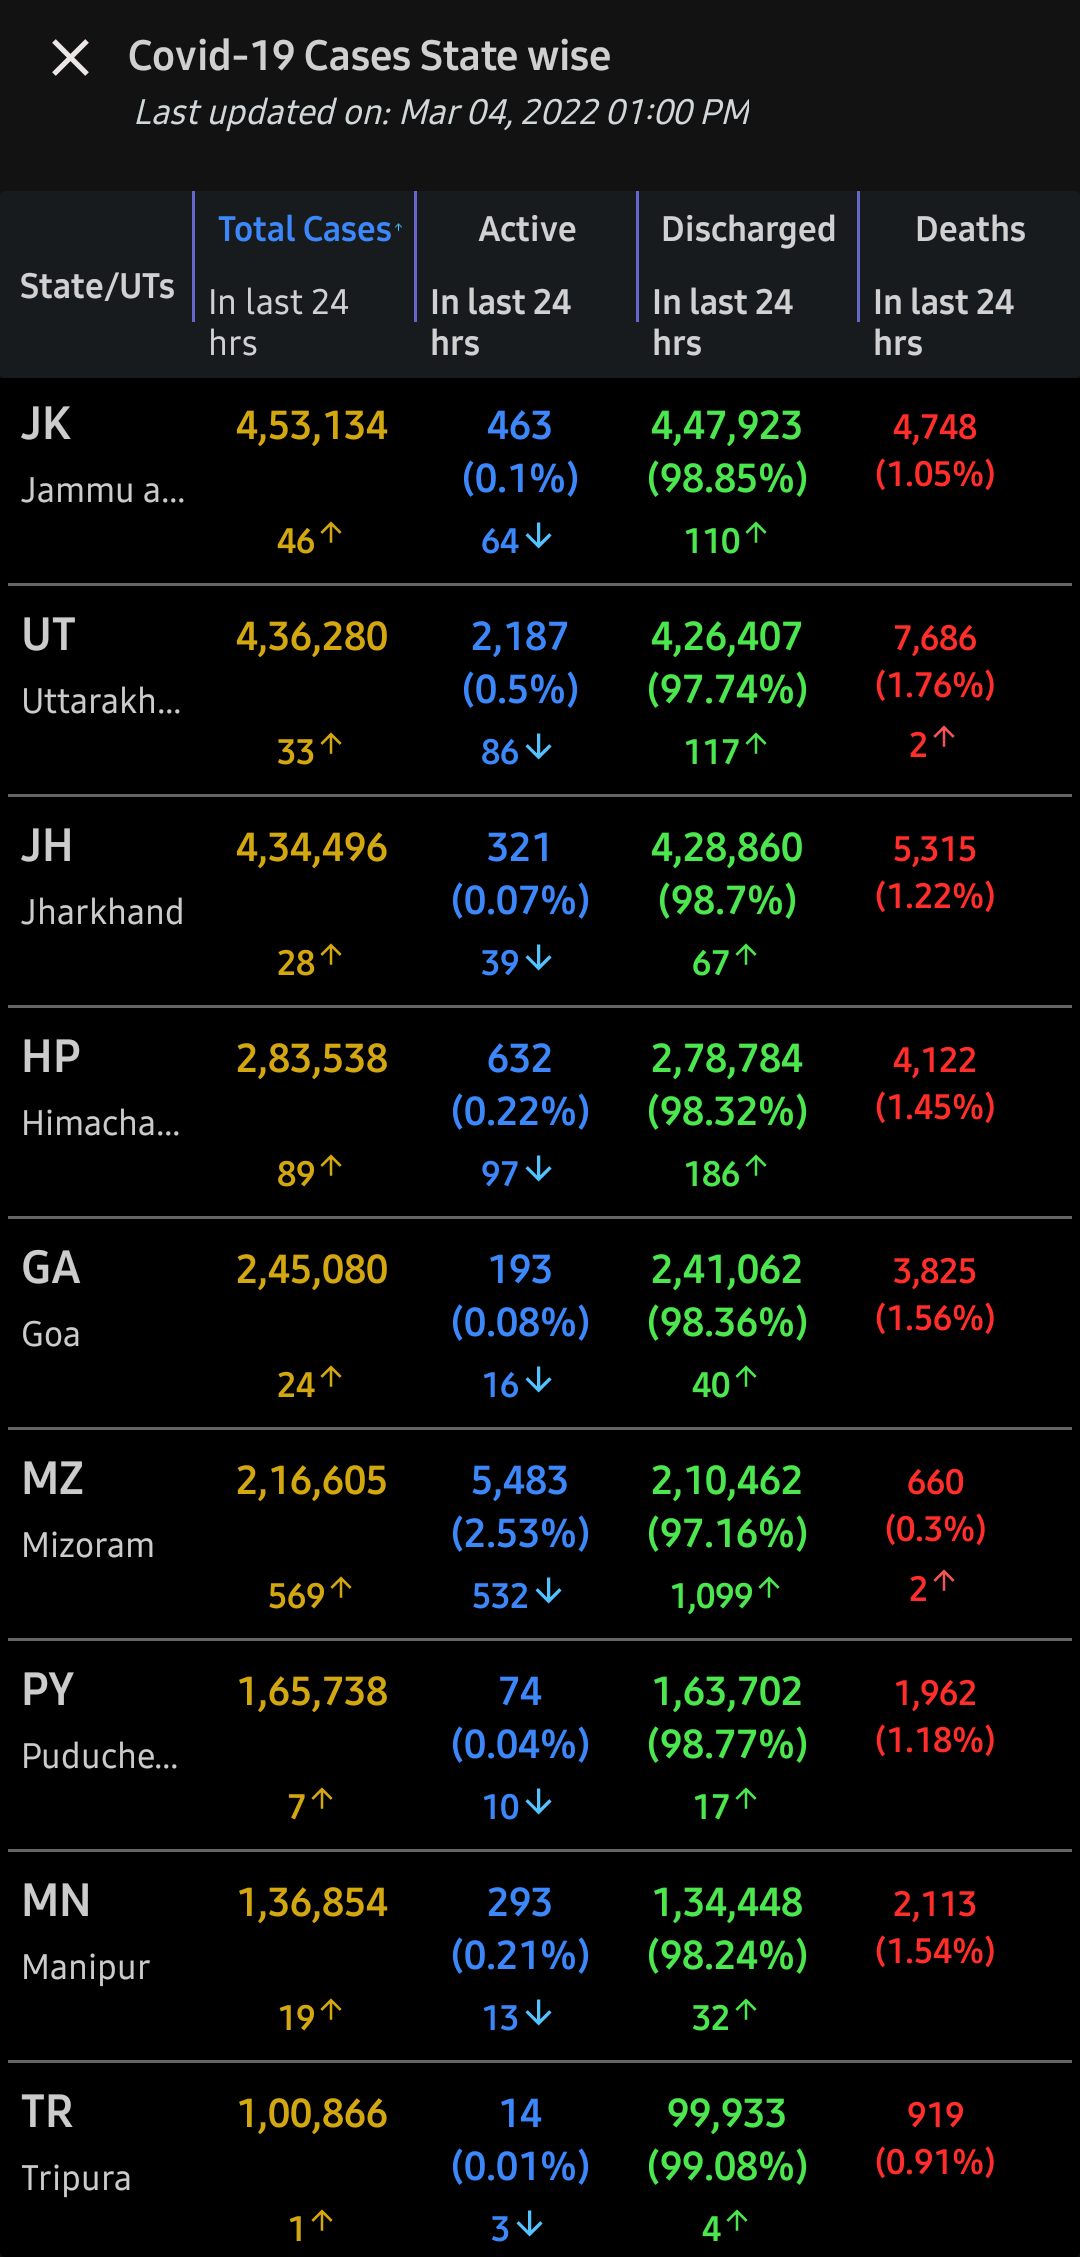 Covid-19 Cases State wise
Last updated on: Mar 04, 2022 01:00 PM
State/UTs
Total Cases↑ Active Discharged Deaths
In last 24 hrs In last 24 hrs In last 24 hrs In last 24 hrs
JK 4,53,134 463 4,47,923 4,748
Jammu a... (0.1%) (98.85%) (1.05%)
46↑ 64↓ 110↑
UT 4,36,280 2,187 4,26,407 7,686
Uttarakh... (0.5%) (97.74%) (1.76%)
33↑ 86↓ 117↑ 2↑
JH 4,34,496 321 4,28,860 5,315
Jharkhand (0.07%) (98.7%) (1.22%)
28↑ 39↓ 67↑
HP 2,83,538 632 2,78,784 4,122
Himacha... (0.22%) (98.32%) (1.45%)
89↑ 97↓ 186↑
GA 2,45,080 193 2,41,062 3,825
Goa (0.08%) (98.36%) (1.56%)
24↑ 16↓ 40↑
MZ 2,16,605 5,483 2,10,462 660
Mizoram (2.53%) (97.16%) (0.3%)
569↑ 532↓ 1,099↑ 2↑
PY 1,65,738 74 1,63,702 1,962
Puduche... (0.04%) (98.77%) (1.18%)
7↑ 10↓ 17↑
MN 1,36,854 293 1,34,448 2,113
Manipur (0.21%) (98.24%) (1.54%)
19↑ 13↓ 32↑
TR 1,00,866 14 99,933 919
Tripura (0.01%) (99.08%) (0.91%)
1↑ 3↓ 4↑